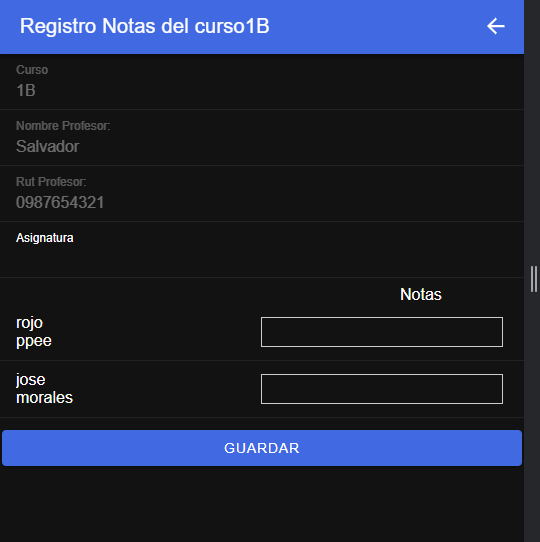 Registro Notas del curso1B
Curso
1B
Nombre Profesor:
Salvador
Rut Profesor:
0987654321
Asignatura
Notas
rojo
ppee
jose
morales
GUARDAR